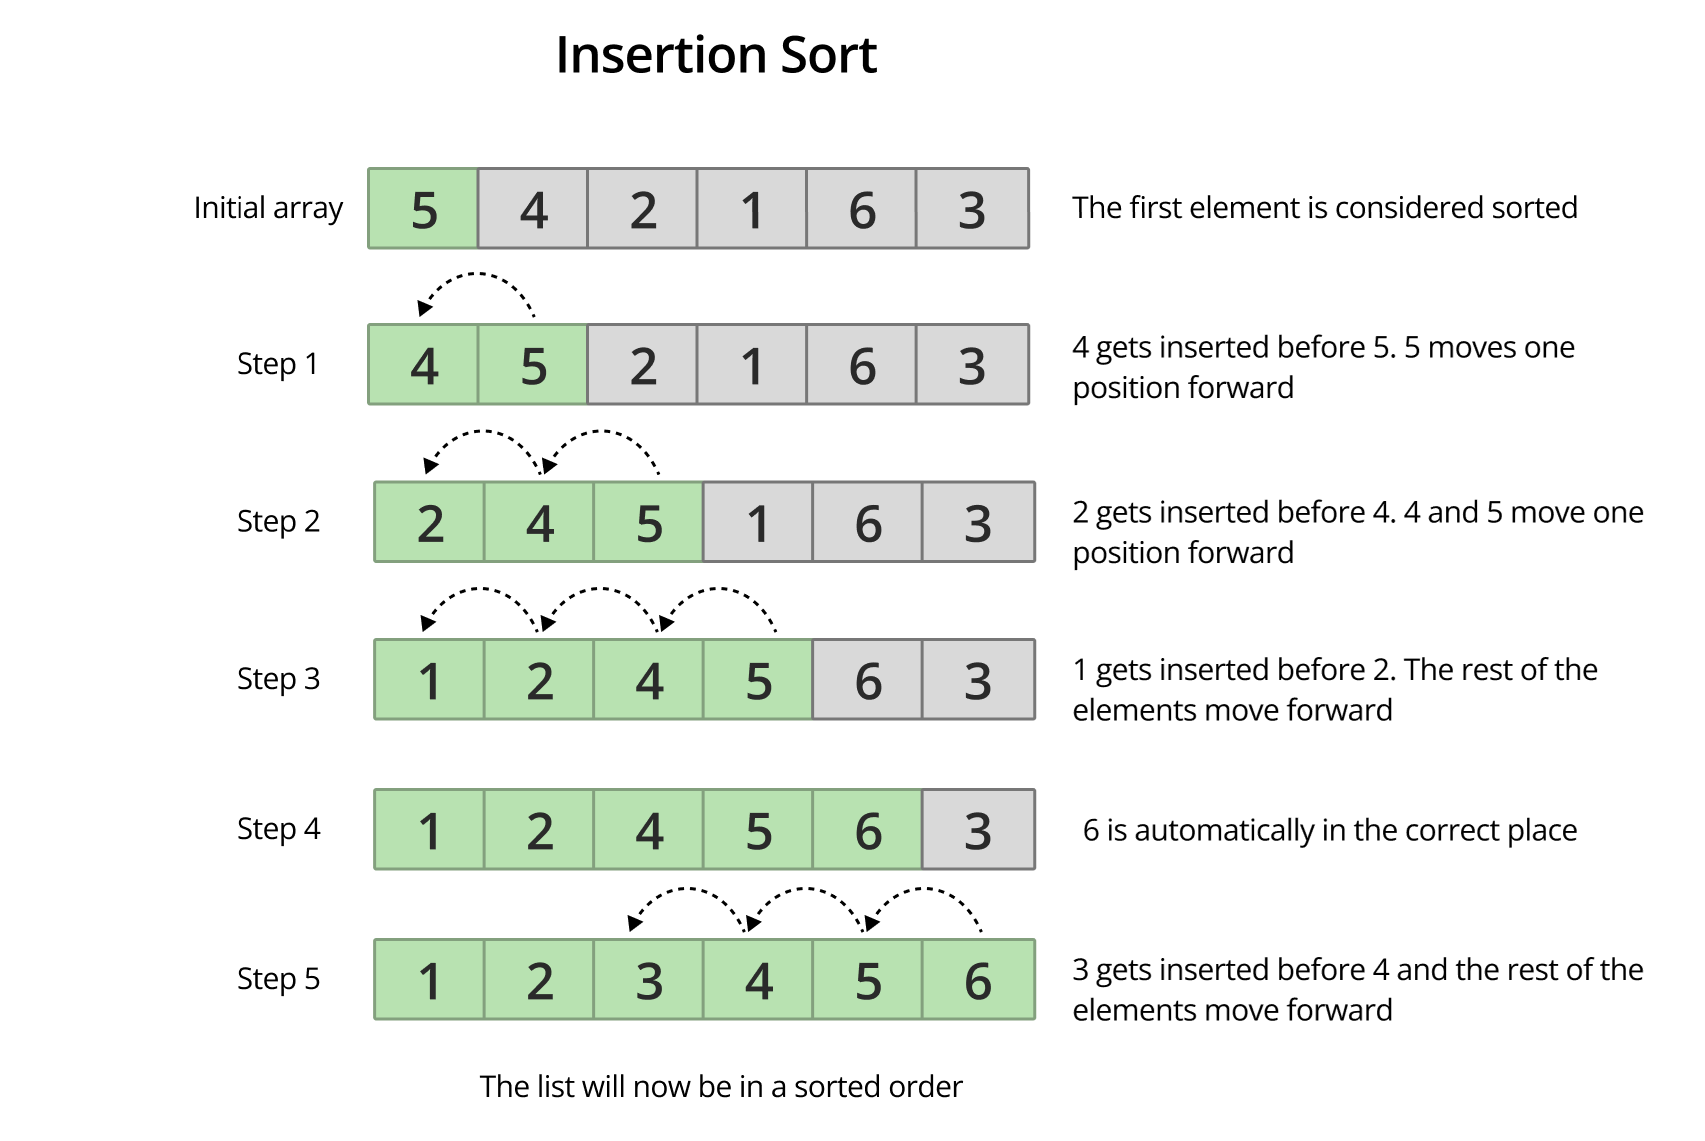 Insertion Sort
Initial array 5 4 2 1 6 3 The first element is considered sorted
Step 1 4 5 2 1 6 3 4 gets inserted before 5. 5 moves one
position forward
Step 2 2 4 5 1 6 3 2 gets inserted before 4. 4 and 5 move one
position forward
Step 3 1 2 4 5 6 3 1 gets inserted before 2. The rest of the
elements move forward
Step 4 1 2 4 5 6 3 6 is automatically in the correct place
Step 5 1 2 3 4 5 6 3 gets inserted before 4 and the rest of the
elements move forward
The list will now be in a sorted order